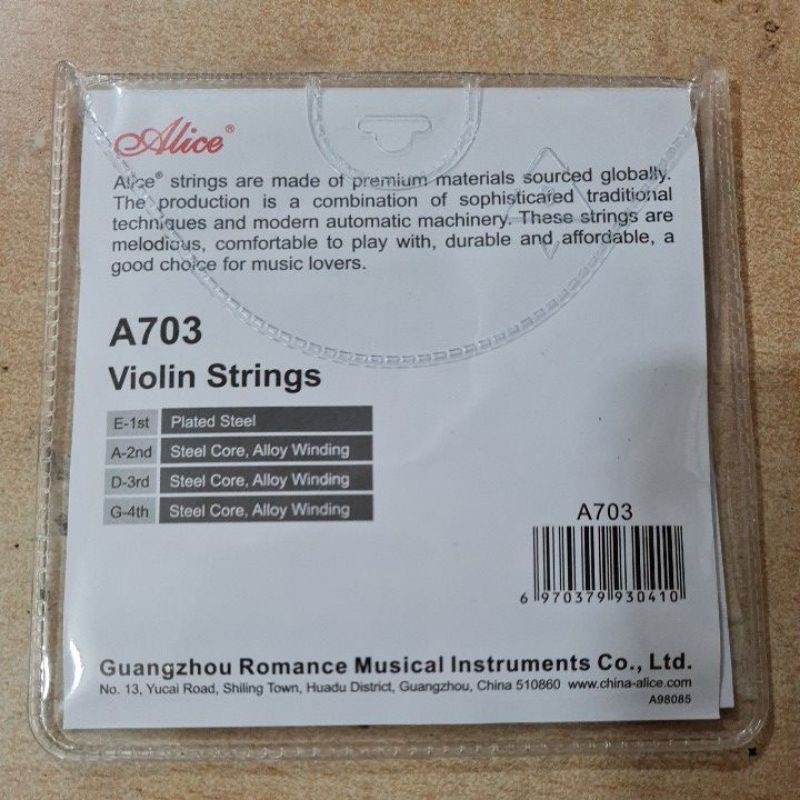 Alice®
Alice® strings are made of premium materials sourced globally.
The production is a combination of sophisticated traditional
techniques and modern automatic machinery. These strings are
melodious, comfortable to play with, durable and affordable, a
good choice for music lovers.
A703
Violin Strings
E-1st Plated Steel
A-2nd Steel Core, Alloy Winding
D-3rd Steel Core, Alloy Winding
G-4th Steel Core, Alloy Winding
A703
6 970379 930410
Guangzhou Romance Musical Instruments Co., Ltd.
No. 13, Yucai Road, Shiling Town, Huadu District, Guangzhou, China 510860 www.china-alice.com
A98085